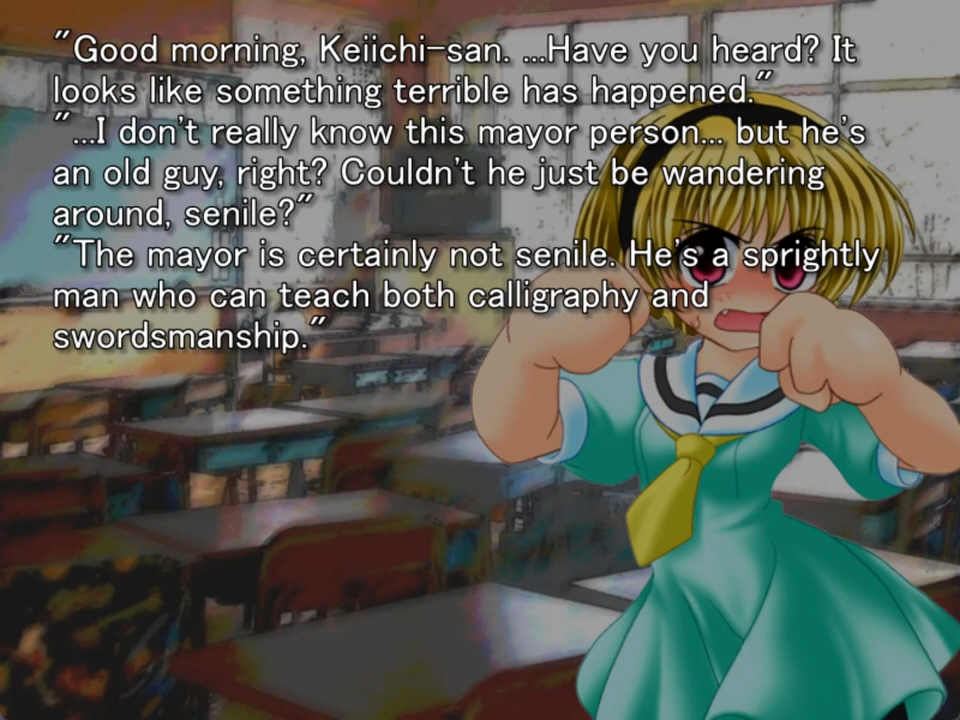 "Good morning, Keiichi-san. ...Have you heard? It
looks like something terrible has happened."
"...I don't really know this mayor person... but he's
an old guy, right? Couldn't he just be wandering
around, senile?"
"The mayor is certainly not senile. He's a sprightly
man who can teach both calligraphy and
swordsmanship."